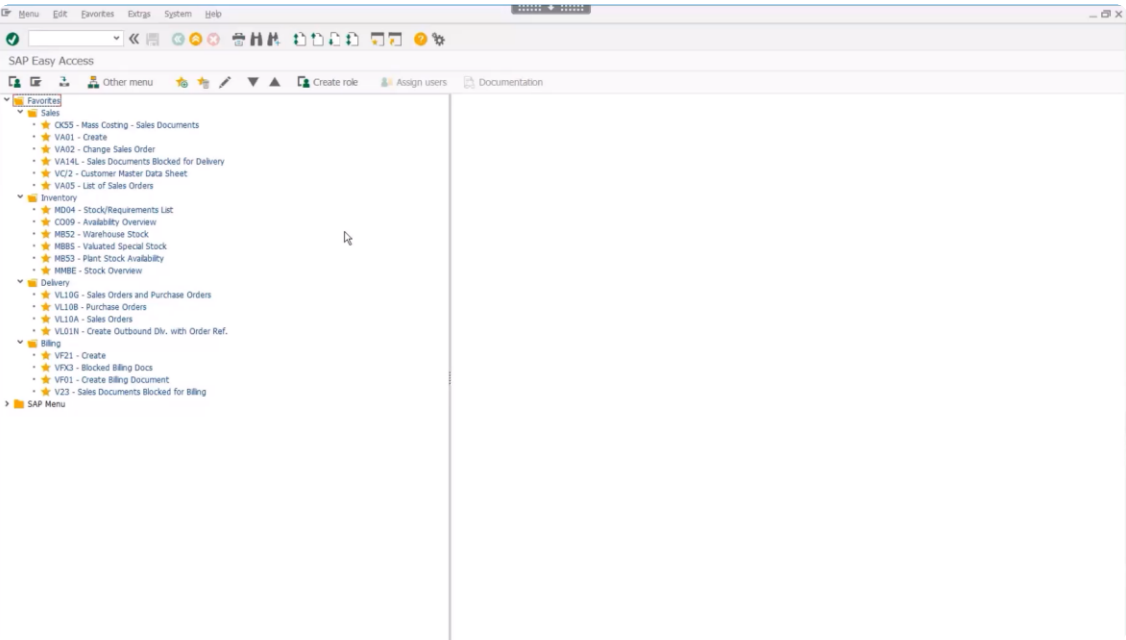 Menu Edit Favorites Extras System Help
SAP Easy Access
Other menu Create role Assign users Documentation
Favorites
Sales
CK55 - Mass Costing - Sales Documents
VA01 - Create
VA02 - Change Sales Order
VA14L - Sales Documents Blocked for Delivery
VC/2 - Customer Master Data Sheet
VA05 - List of Sales Orders
Inventory
MD04 - Stock/Requirements List
CO09 - Availability Overview
MB52 - Warehouse Stock
MBBS - Valuated Special Stock
MB53 - Plant Stock Availability
MMBE - Stock Overview
Delivery
VL10G - Sales Orders and Purchase Orders
VL10B - Purchase Orders
VL10A - Sales Orders
VL01N - Create Outbound Dlv. with Order Ref.
Billing
VF21 - Create
VFX3 - Blocked Billing Docs
VF01 - Create Billing Document
V23 - Sales Documents Blocked for Billing
SAP Menu